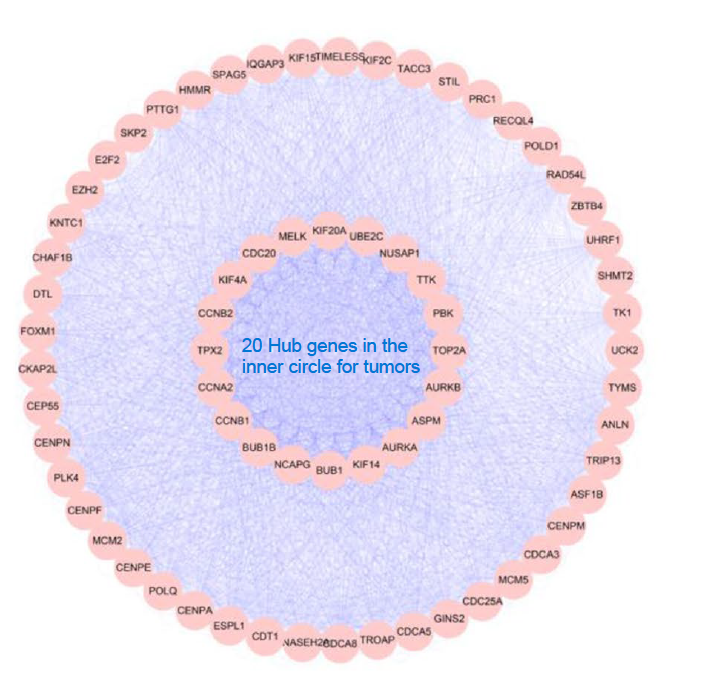 TIMELESS
KIF2C
TACC3
STIL
PRC1
RECQL4
POLD1
RAD54L
ZBTB4
UHRF1
SHMT2
TK1
UCK2
TYMS
ANLN
TRIP13
ASF1B
CENPM
CDCA3
MCM5
CDC25A
GINS2
CDCA5
TROAP
CDCA8
CDT1
ESPL1
CENPA
POLQ
CENPE
MCM2
CENPF
PLK4
CENPN
CEP55
CKAP2L
FOXM1
DTL
CHAF1B
KNTC1
EZH2
E2F2
SKP2
PTTG1
HMMR
SPAG5
IQGAP3
KIF15
KIF20A
UBE2C
NUSAP1
TTK
PBK
TOP2A
AURKB
ASPM
AURKA
KIF14
BUB1
NCAPG
BUB1B
CCNB1
CCNA2
TPX2
CCNB2
KIF4A
CDC20
MELK
20 Hub genes in the
inner circle for tumors